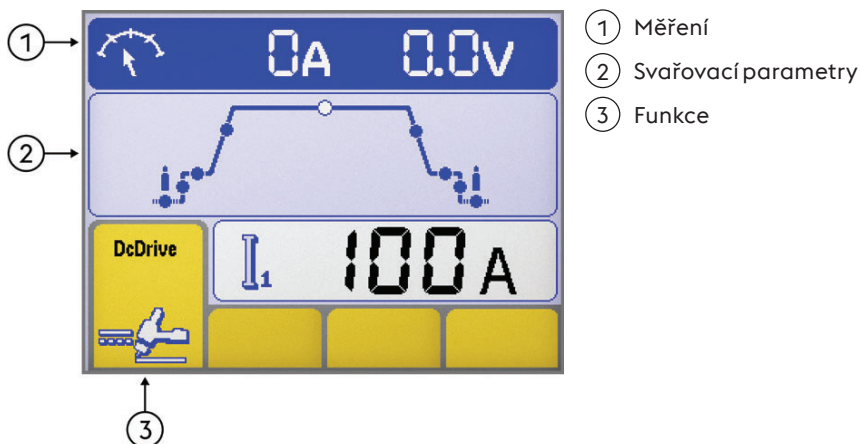 1
0A 0.0V
2
DcDrive
I1 100A
3
1 Měření
2 Svařovací parametry
3 Funkce